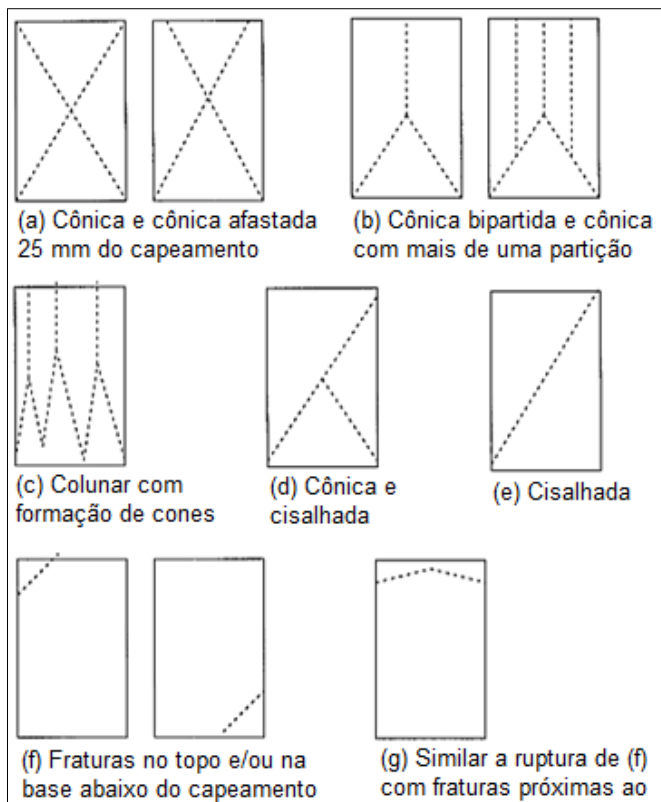 (a) Cônica e cônica afastada
25 mm do capeamento
(b) Cônica bipartida e cônica
com mais de uma partição
(c) Colunar com
formação de cones
(d) Cônica e
cisalhada
(e) Cisalhada
(f) Fraturas no topo e/ou na
base abaixo do capeamento
(g) Similar a ruptura de (f)
com fraturas próximas ao